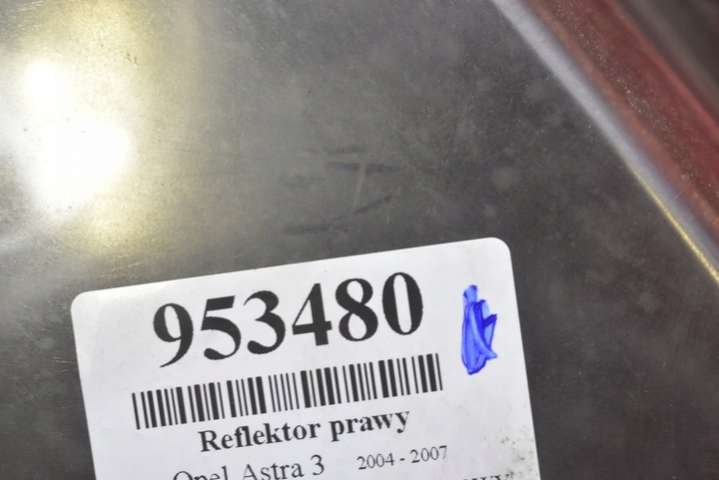 953480
Reflektor prawy
Opel Astra 3 2004 - 2007